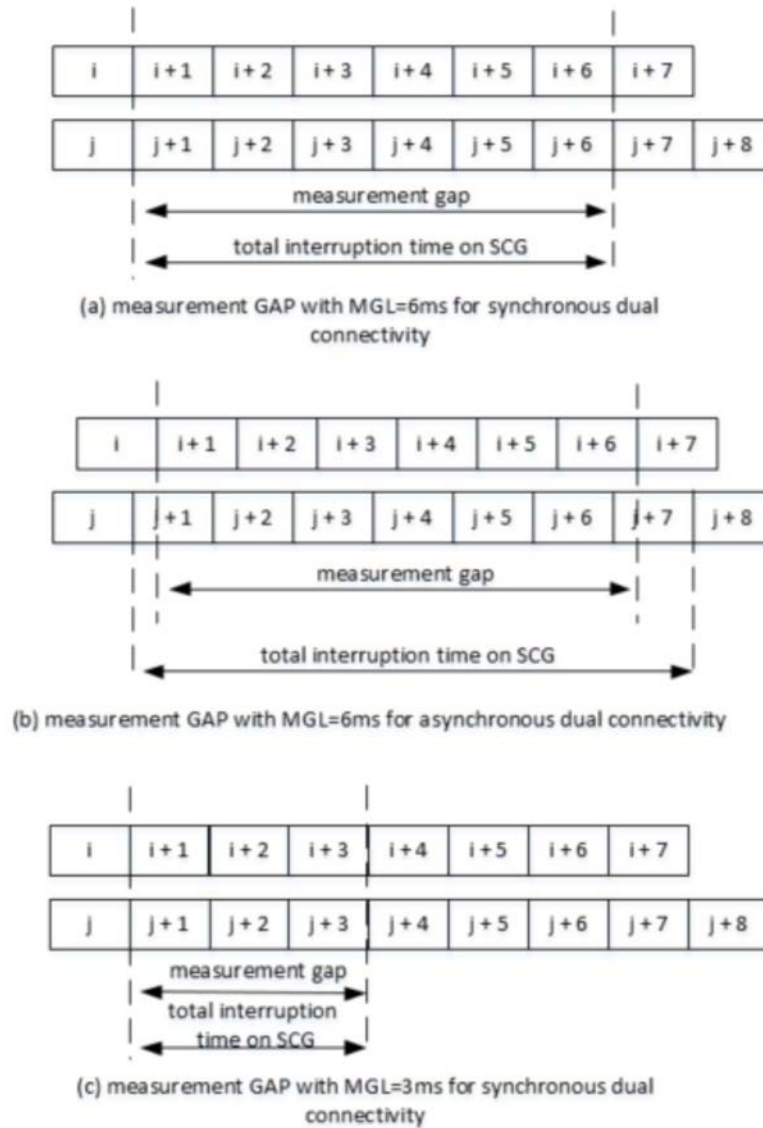 i i + 1 i + 2 i + 3 i + 4 i + 5 i + 6 i + 7
j j + 1 j + 2 j + 3 j + 4 j + 5 j + 6 j + 7 j + 8
measurement gap
total interruption time on SCG
(a) measurement GAP with MGL=6ms for synchronous dual
connectivity
i i + 1 i + 2 i + 3 i + 4 i + 5 i + 6 i + 7
j j + 1 j + 2 j + 3 j + 4 j + 5 j + 6 j + 7 j + 8
measurement gap
total interruption time on SCG
(b) measurement GAP with MGL=6ms for asynchronous dual connectivity
i i + 1 i + 2 i + 3 i + 4 i + 5 i + 6 i + 7
j j + 1 j + 2 j + 3 j + 4 j + 5 j + 6 j + 7 j + 8
measurement gap
total interruption
time on SCG
(c) measurement GAP with MGL=3ms for synchronous dual
connectivity